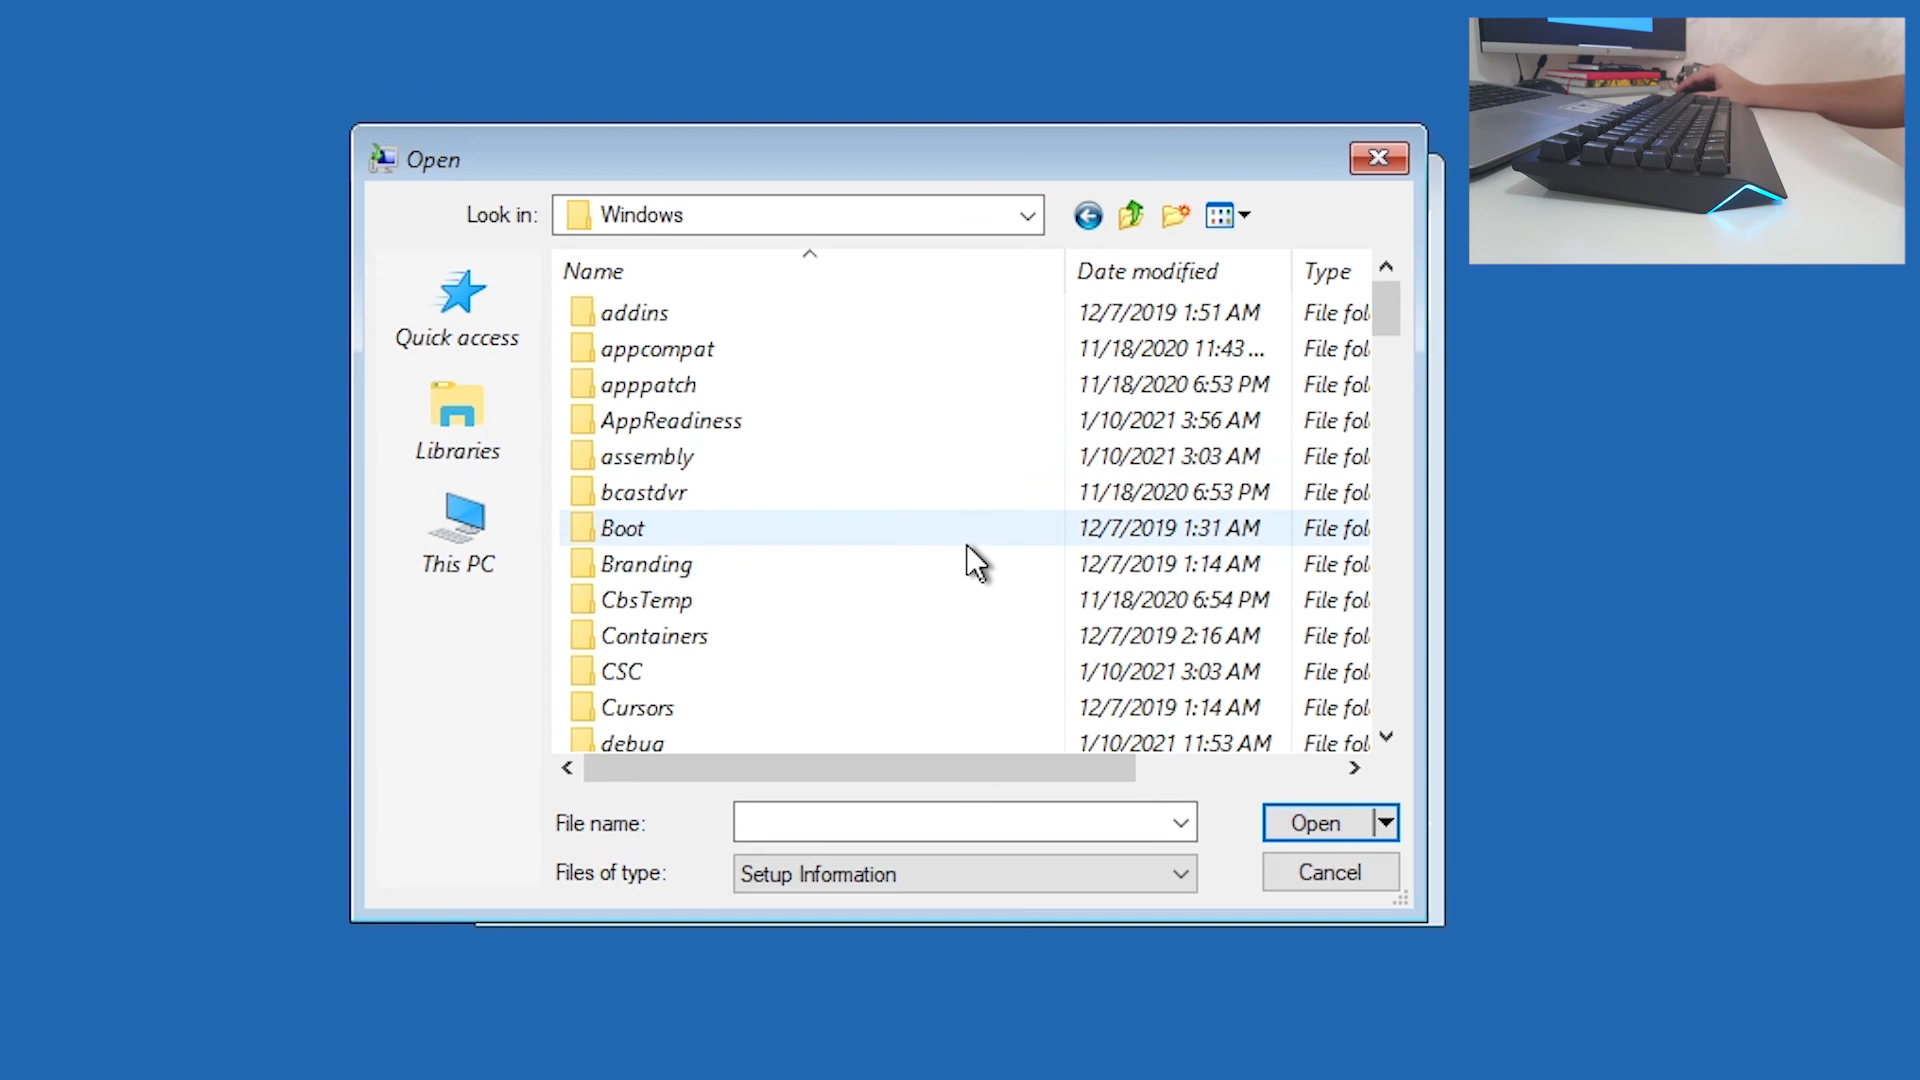 Open
Look in: Windows
Quick access
Libraries
This PC
Name Date modified Type
addins 12/7/2019 1:51 AM File fol
appcompat 11/18/2020 11:43 ... File fol
apppatch 11/18/2020 6:53 PM File fol
AppReadiness 1/10/2021 3:56 AM File fol
assembly 1/10/2021 3:03 AM File fol
bcastdvr 11/18/2020 6:53 PM File fol
Boot 12/7/2019 1:31 AM File fol
Branding 12/7/2019 1:14 AM File fol
CbsTemp 11/18/2020 6:54 PM File fol
Containers 12/7/2019 2:16 AM File fol
CSC 1/10/2021 3:03 AM File fol
Cursors 12/7/2019 1:14 AM File fol
debug 1/10/2021 11:53 AM File fol
File name: Open
Files of type: Setup Information Cancel